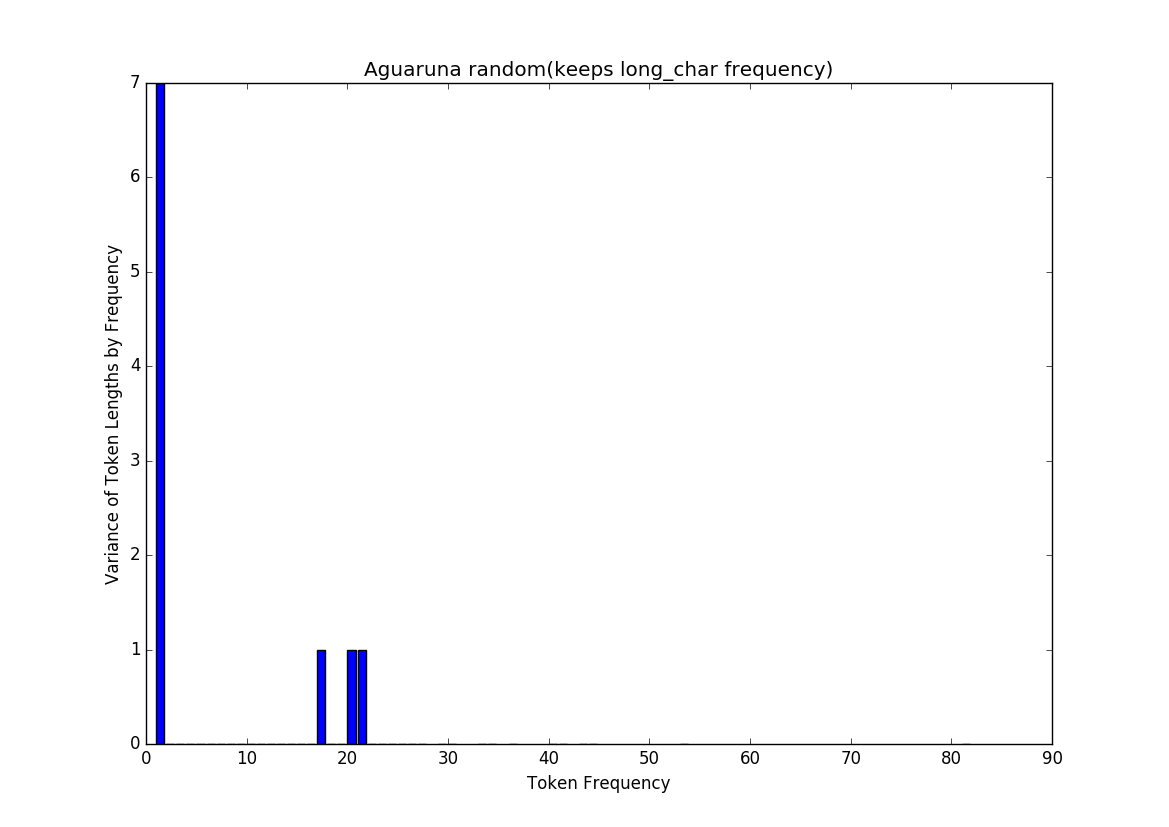 Aguaruna random(keeps long_char frequency)
Variance of Token Lengths by Frequency
7
6
5
4
3
2
1
0
0 10 20 30 40 50 60 70 80 90
Token Frequency